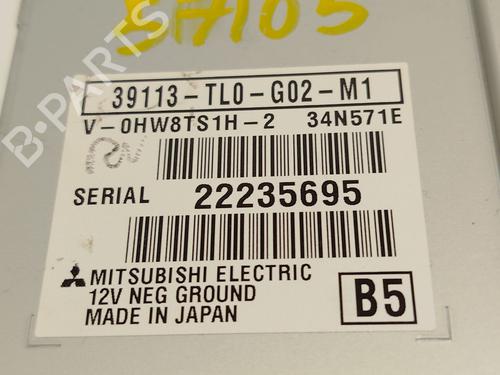 57105
39113-TL0-G02-M1
V-0HW8TS1H-2 34N571E
SERIAL 22235695
MITSUBISHI ELECTRIC
12V NEG GROUND
MADE IN JAPAN
B5
B-PARTS